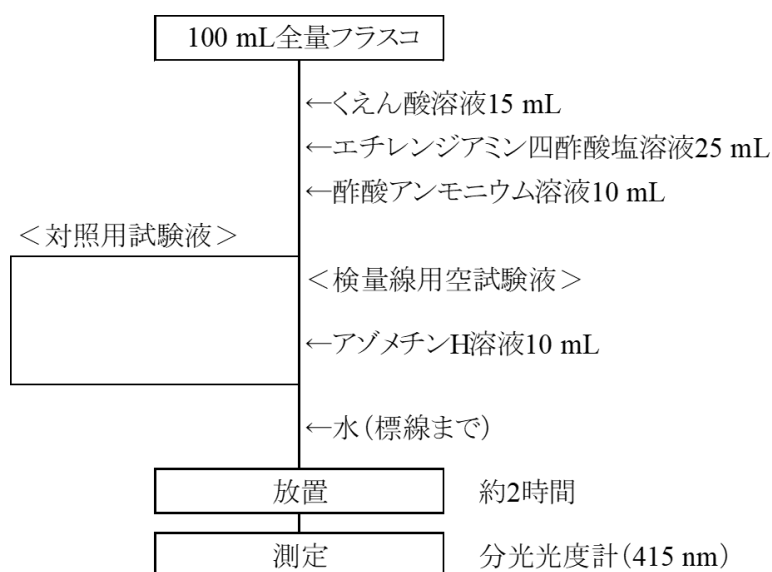 100 mL全量フラスコ
←くえん酸溶液15 mL
←エチレンジアミン四酢酸塩溶液25 mL
←酢酸アンモニウム溶液10 mL
＜対照用試験液＞
＜検量線用空試験液＞
←アゾメチンH溶液10 mL
←水（標線まで）
放置 約2時間
測定 分光光度計（415 nm）